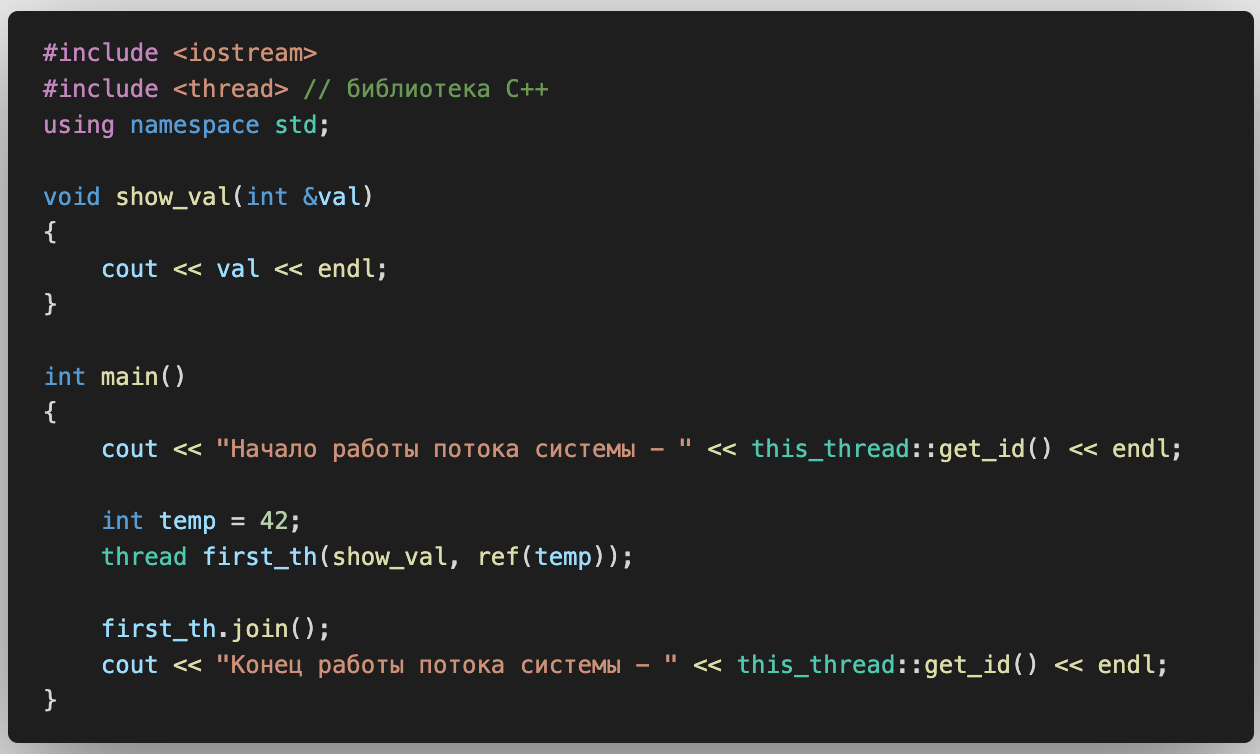 #include <iostream>
#include <thread> // библиотека C++
using namespace std;
void show_val(int &val)
{
    cout << val << endl;
}
int main()
{
    cout << "Начало работы потока системы – " << this_thread::get_id() << endl;
    int temp = 42;
    thread first_th(show_val, ref(temp));
    first_th.join();
    cout << "Конец работы потока системы – " << this_thread::get_id() << endl;
}